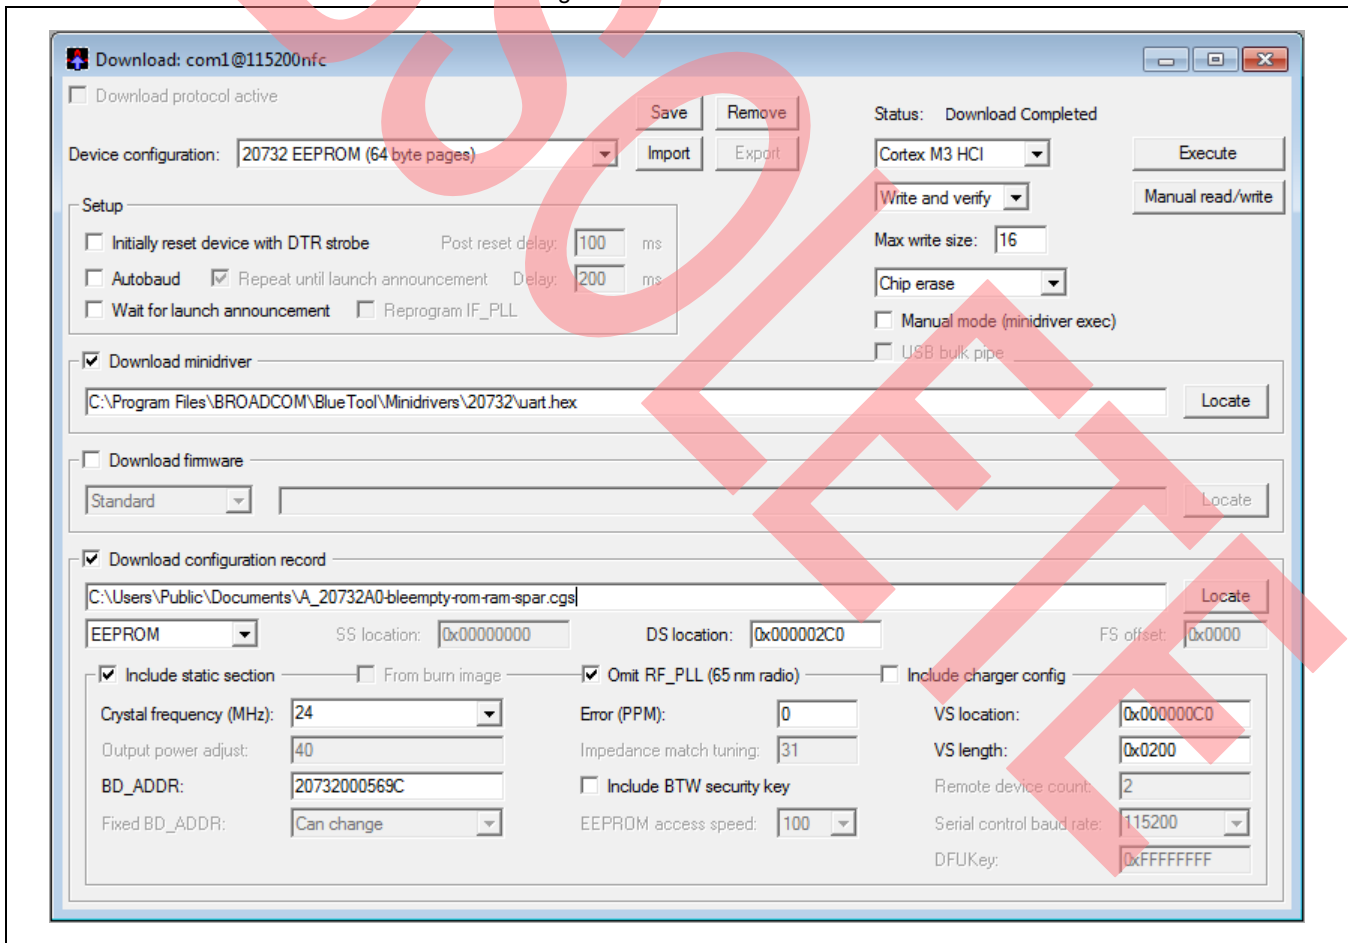 Download: com1@115200nfc
Download protocol active
Save Remove
Status: Download Completed
Device configuration: 20732 EEPROM (64 byte pages) Import Export
Cortex M3 HCI Execute
Setup
Write and verify Manual read/write
Initially reset device with DTR strobe Post reset delay: 100 ms
Max write size: 16
Autobaud Repeat until launch announcement Delay: 200 ms
Chip erase
Wait for launch announcement Reprogram IF_PLL
Manual mode (minidriver exec)
USB bulk pipe
Download minidriver
C:\Program Files\BROADCOM\BlueTool\Minidrivers\20732\uart.hex Locate
Download firmware
Standard Locate
Download configuration record
C:\Users\Public\Documents\A_20732A0-bleempty-rom-ram-spar.cgs Locate
EEPROM SS location: 0x00000000 DS location: 0x000002C0 FS offset: 0x0000
Include static section From burn image Omit RF_PLL (65 nm radio) Include charger config
Crystal frequency (MHz): 24 Error (PPM): 0 VS location: 0x000000C0
Output power adjust: 40 Impedance match tuning: 31 VS length: 0x0200
BD_ADDR: 20732000569C Include BTW security key Remote device count: 2
Fixed BD_ADDR: Can change EEPROM access speed: 100 Serial control baud rate: 115200
DFUKey: 0xFFFFFFFF